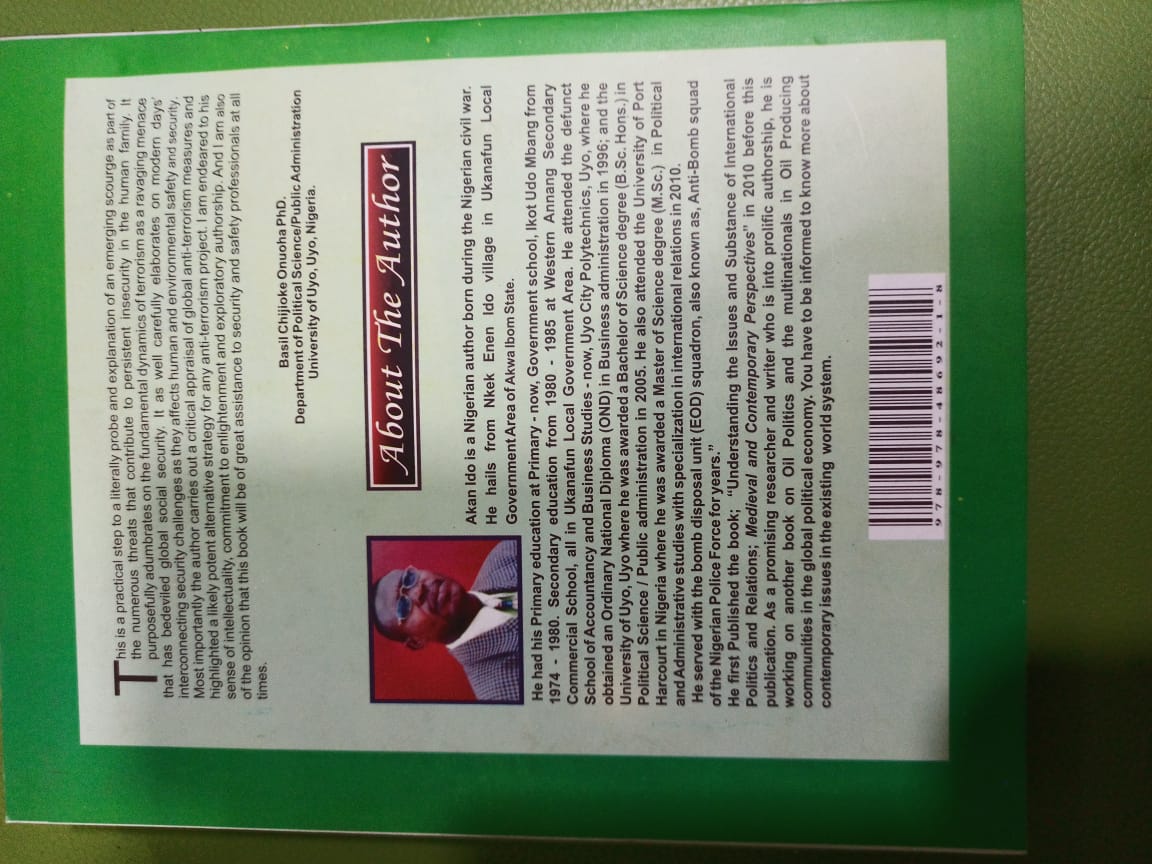 This is a practical step to a literally probe and explanation of an emerging scourge as part of
the numerous threats that contribute to persistent insecurity in the human family. It
purposefully adumbrates on the fundamental dynamics of terrorism as a ravaging menace
that has bedeviled global social security. It as well carefully elaborates on modern days'
interconnecting security challenges as they affects human and environmental safety and security.
Most importantly the author carries out a critical appraisal of global anti-terrorism measures and
highlighted a likely potent alternative strategy for any anti-terrorism project. I am endeared to his
sense of intellectuality, commitment to enlightenment and exploratory authorship. And I am also
of the opinion that this book will be of great assistance to security and safety professionals at all
times.
Basil Chijioke Onuoha PhD.
Department of Political Science/Public Administration
University of Uyo, Uyo, Nigeria.
About The Author
Akan Ido is a Nigerian author born during the Nigerian civil war.
He hails from Nkek Enen Ido village in Ukanafun Local
Government Area of Akwa Ibom State.
He had his Primary education at Primary - now, Government school, Ikot Udo Mbang from
1974 - 1980. Secondary education from 1980 - 1985 at Western Annang Secondary
Commercial School, all in Ukanafun Local Government Area. He attended the defunct
School of Accountancy and Business Studies - now, Uyo City Polytechnics, Uyo, where he
obtained an Ordinary National Diploma (OND) in Business administration in 1996; and the
University of Uyo, Uyo where he was awarded a Bachelor of Science degree (B.Sc. Hons.) in
Political Science / Public administration in 2005. He also attended the University of Port
Harcourt in Nigeria where he was awarded a Master of Science degree (M.Sc.) in Political
and Administrative studies with specialization in international relations in 2010.
He served with the bomb disposal unit (EOD) squadron, also known as, Anti-Bomb squad
of the Nigerian Police Force for years."
He first Published the book; "Understanding the Issues and Substance of International
Politics and Relations; Medieval and Contemporary Perspectives" in 2010 before this
publication. As a promising researcher and writer who is into prolific authorship, he is
working on another book on Oil Politics and the multinationals in Oil Producing
communities in the global political economy. You have to be informed to know more about
contemporary issues in the existing world system.
978-978-48692-1-8